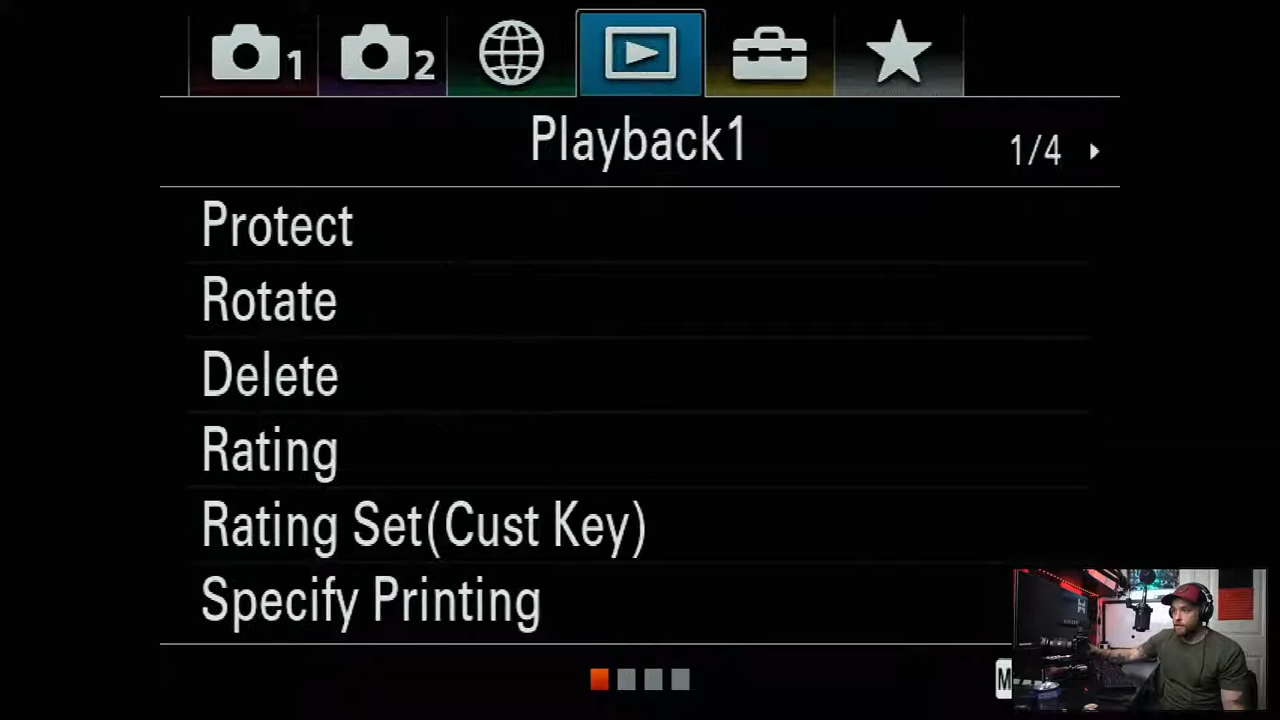 1
2
Playback1
1/4
Protect
Rotate
Delete
Rating
Rating Set(Cust Key)
Specify Printing
M